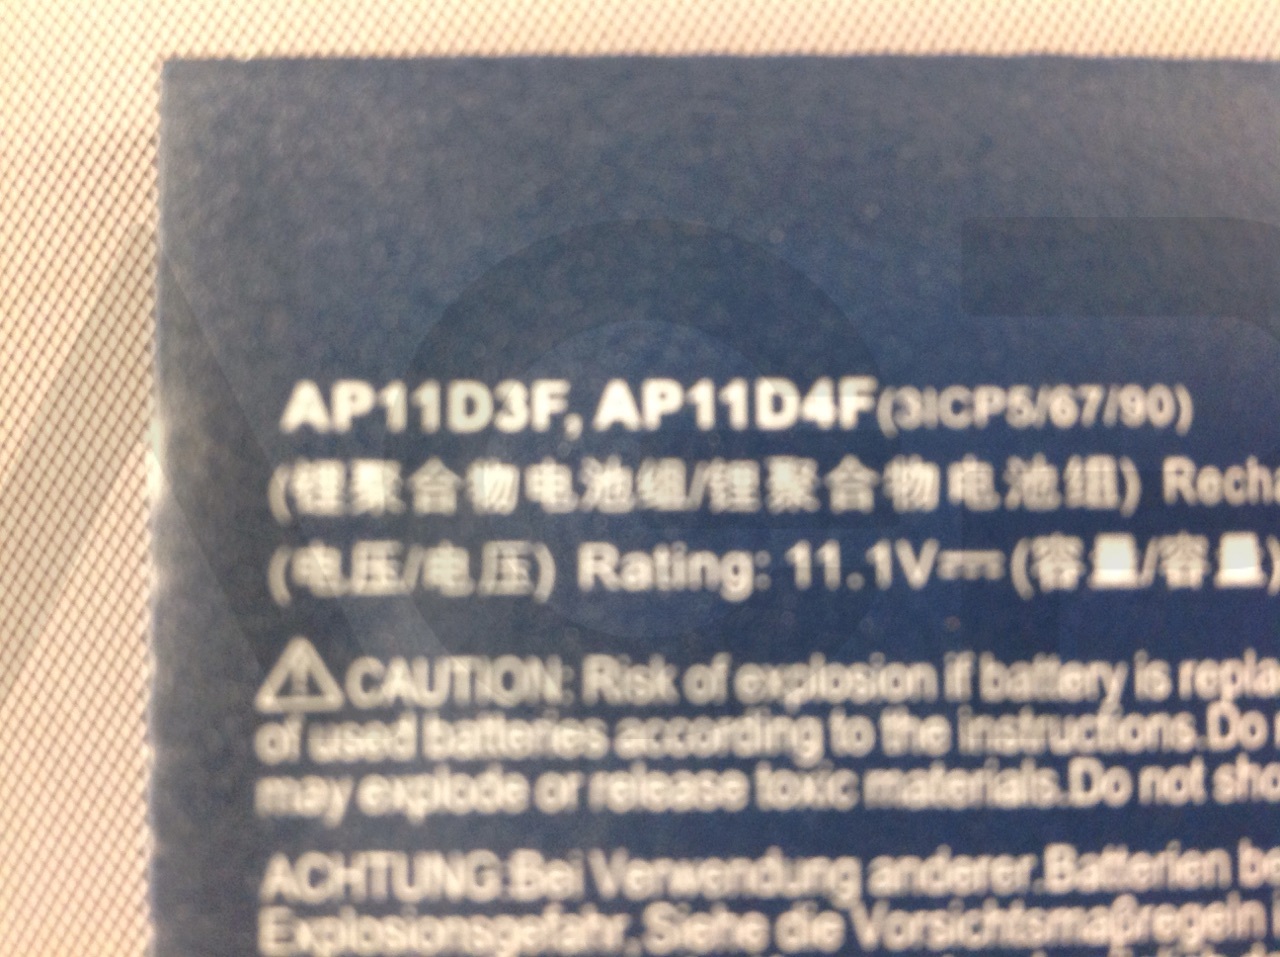 AP11D3F, AP11D4F(3ICP5/67/90)
(锂聚合物电池组/锂聚合物电池组) Recha
(电压/电压) Rating: 11.1V⎓(容量/容量)
CAUTION: Risk of explosion if battery is repla
of used batteries according to the instructions.Do
may explode or release toxic materials.Do not sho
ACHTUNG:Bei Verwendung anderer.Batterien be
Explosionsgefahr.Siehe die Vorsichtsmaßregeln